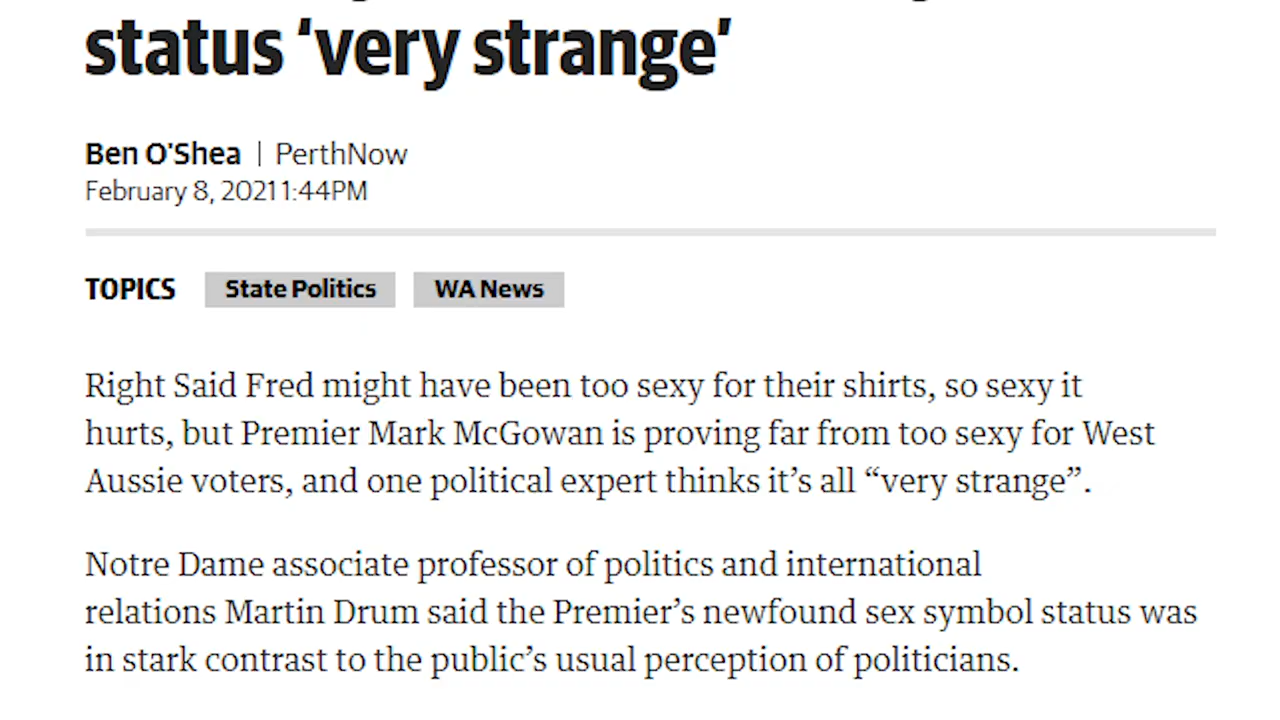 status ‘very strange’
Ben O'Shea | PerthNow
February 8, 2021 1:44PM
TOPICS State Politics WA News
Right Said Fred might have been too sexy for their shirts, so sexy it
hurts, but Premier Mark McGowan is proving far from too sexy for West
Aussie voters, and one political expert thinks it’s all “very strange”.
Notre Dame associate professor of politics and international
relations Martin Drum said the Premier’s newfound sex symbol status was
in stark contrast to the public’s usual perception of politicians.